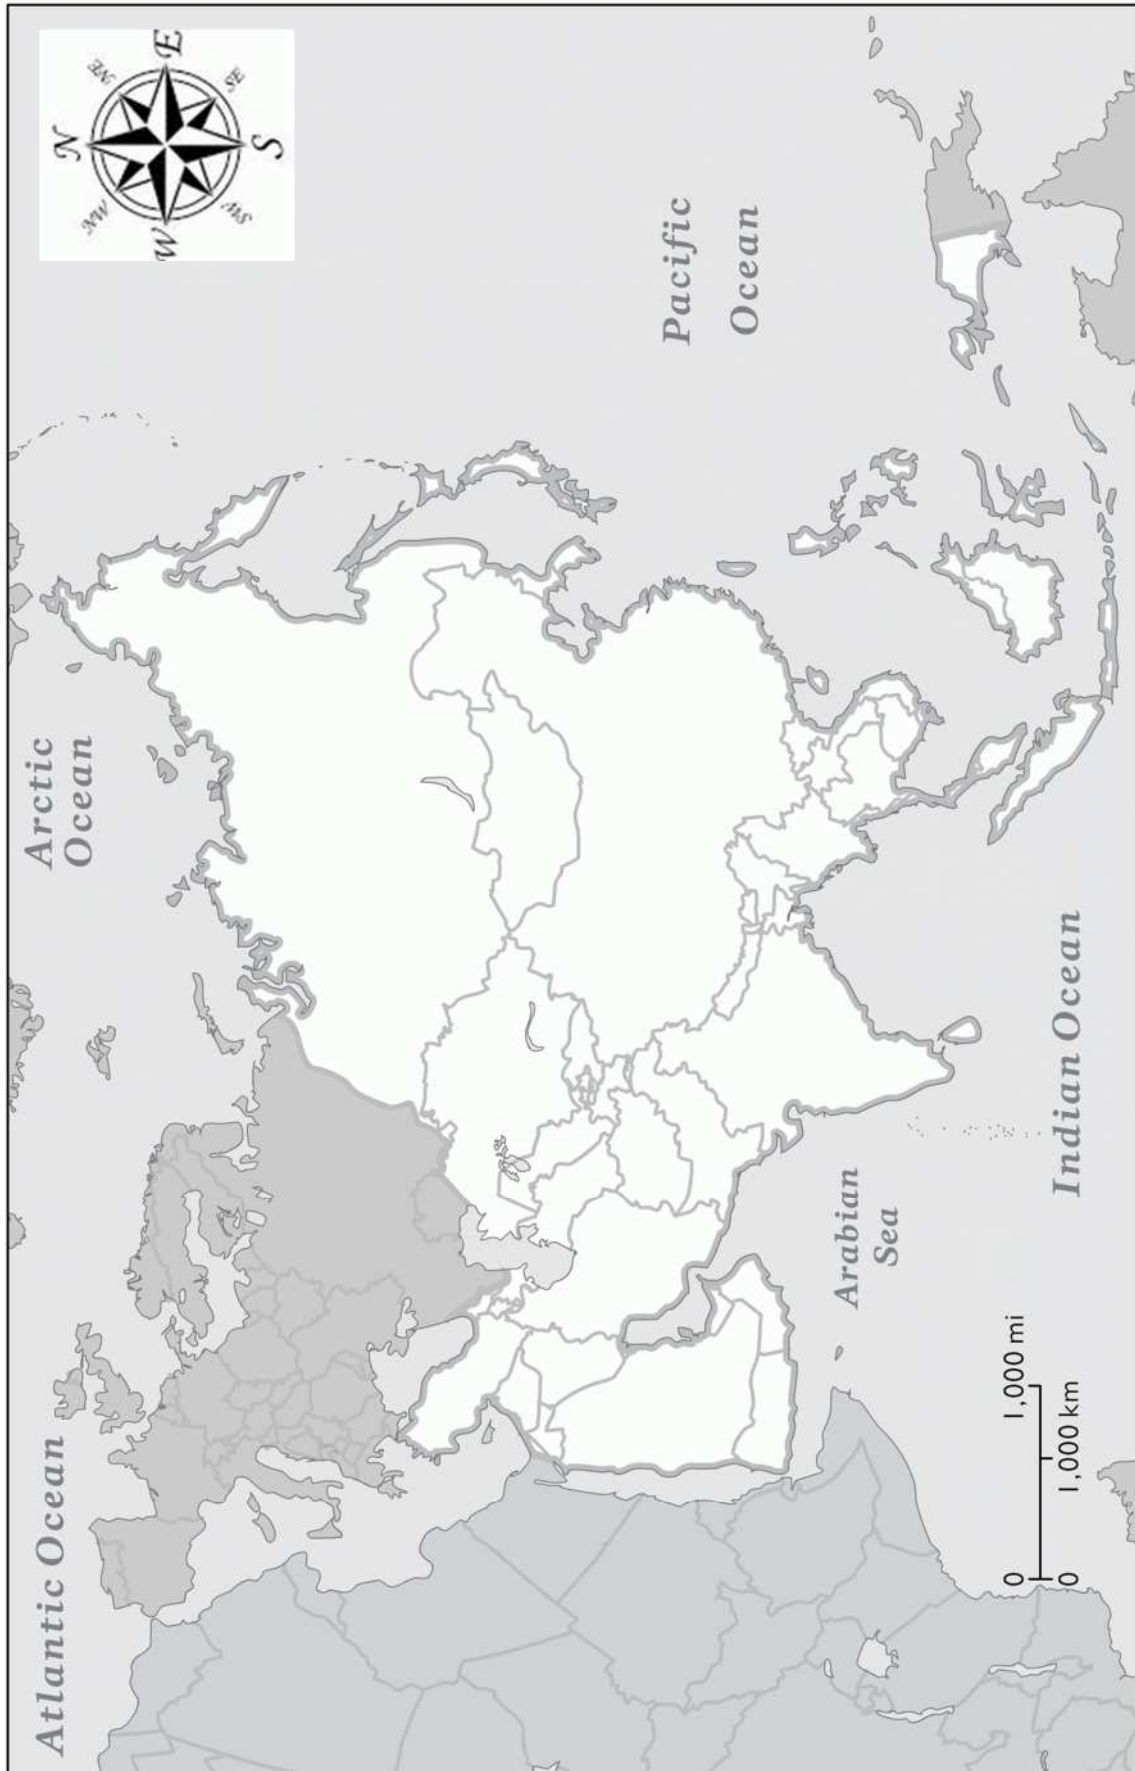 Atlantic Ocean
Arctic
Ocean
N
NE
E
SE
S
SW
W
NW
Pacific
Ocean
Arabian
Sea
Indian Ocean
0 1,000 mi
0 1,000 km